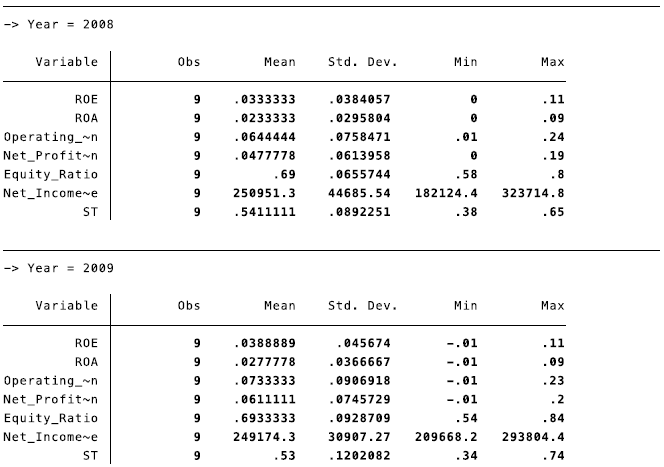 -> Year = 2008
Variable Obs Mean Std. Dev. Min Max
ROE 9 .0333333 .0384057 0 .11
ROA 9 .0233333 .0295804 0 .09
Operating_~n 9 .0644444 .0758471 .01 .24
Net_Profit~n 9 .0477778 .0613958 0 .19
Equity_Ratio 9 .69 .0655744 .58 .8
Net_Income~e 9 250951.3 44685.54 182124.4 323714.8
ST 9 .5411111 .0892251 .38 .65
-> Year = 2009
Variable Obs Mean Std. Dev. Min Max
ROE 9 .0388889 .045674 -.01 .11
ROA 9 .0277778 .0366667 -.01 .09
Operating_~n 9 .0733333 .0906918 -.01 .23
Net_Profit~n 9 .0611111 .0745729 -.01 .2
Equity_Ratio 9 .6933333 .0928709 .54 .84
Net_Income~e 9 249174.3 30907.27 209668.2 293804.4
ST 9 .53 .1202082 .34 .74